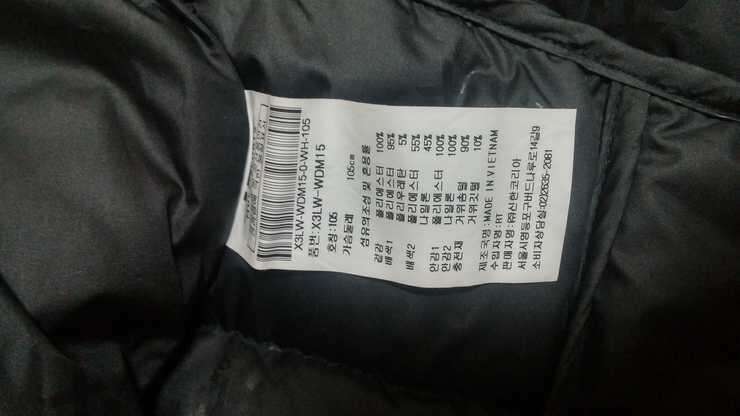 X3LW-WDM15-0-WH-105
품번:X3LW-WDM15
호칭:105
가슴둘레 105cm
섬유의조성 및 혼용율
겉감 폴리에스터 100%
배색1 폴리에스터 95%
폴리우레탄 5%
배색2 폴리에스터 55%
나일론 45%
안감1 폴리에스터 100%
안감2 나일론 100%
충전재 거위솜털 90%
거위깃털 10%
제조국명:MADE IN VIETNAM
수입자명:R1
판매자명:(주)신한코리아
서울시영등포구버드나루로14길9
소비자상담실:02)2635-2081